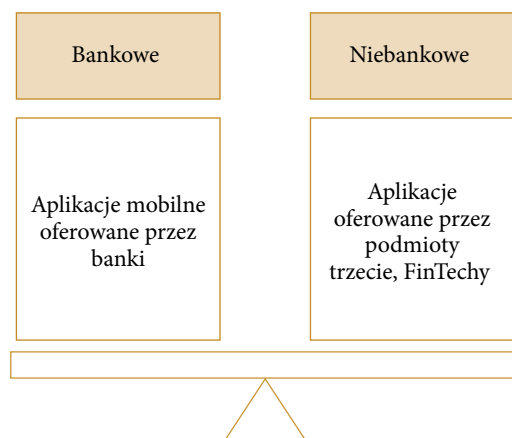 Bankowe
Niebankowe
Aplikacje mobilne
oferowane przez
banki
Aplikacje
oferowane przez
podmioty
trzecie, FinTechy